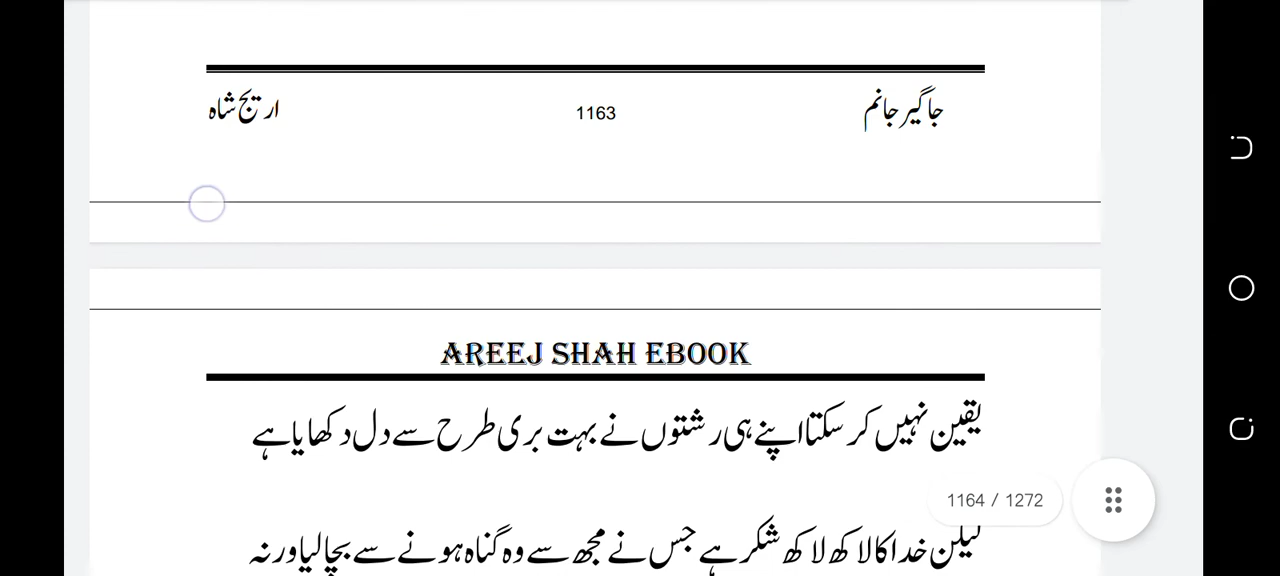 جاگیر جانم 1163 اریج شاہ
AREEJ SHAH EBOOK
یقین نہیں کر سکتا اپنے ہی رشتوں نے بہت بری طرح سے دل دکھایا ہے
1164 / 1272
لیکن خدا کا لاکھ لاکھ شکر ہے جس نے مجھ سے وہ گناہ ہونے سے بچا لیا ورنہ